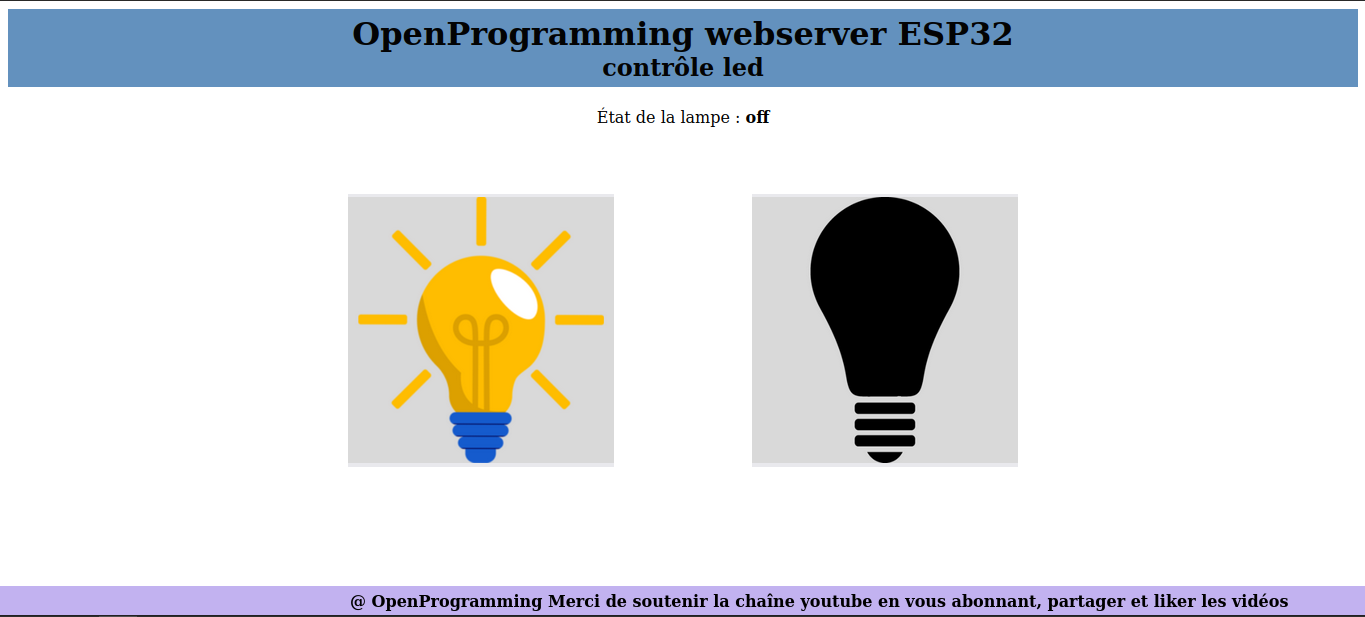 OpenProgramming webserver ESP32
contrôle led
État de la lampe : off
@ OpenProgramming Merci de soutenir la chaîne youtube en vous abonnant, partager et liker les vidéos